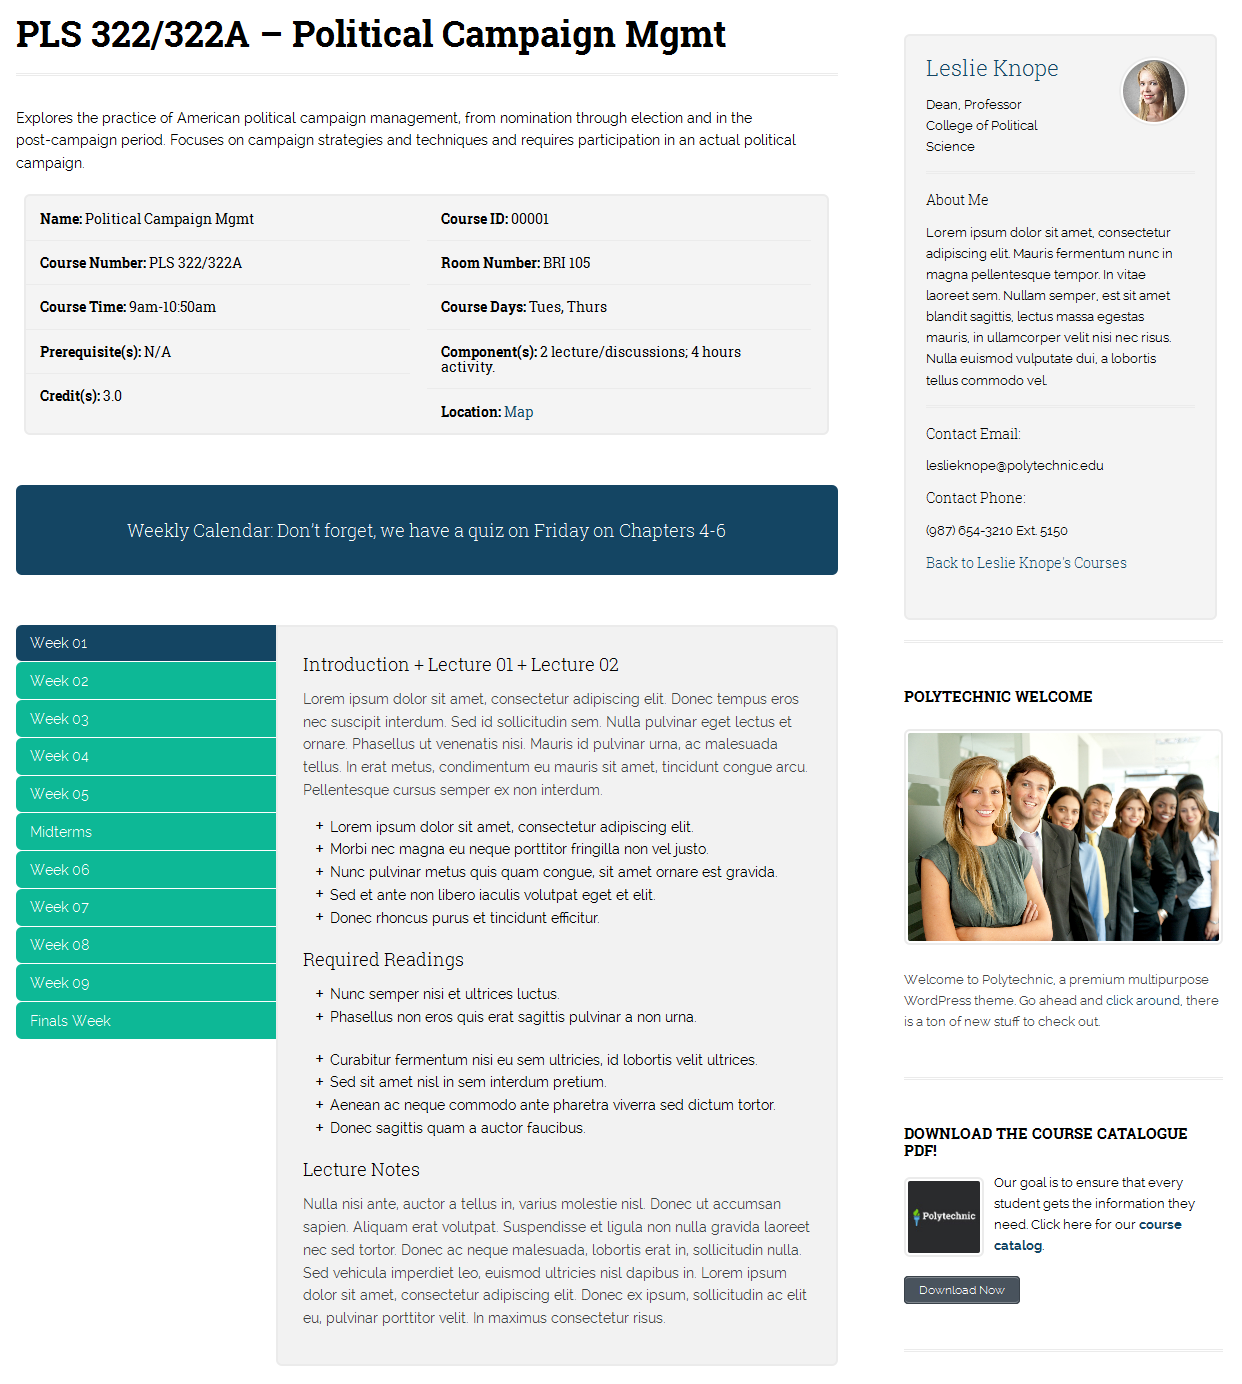 PLS 322/322A – Political Campaign Mgmt
Explores the practice of American political campaign management, from nomination through election and in the
post-campaign period. Focuses on campaign strategies and techniques and requires participation in an actual political
campaign.
Name: Political Campaign Mgmt
Course Number: PLS 322/322A
Course Time: 9am-10:50am
Prerequisite(s): N/A
Credit(s): 3.0
Course ID: 00001
Room Number: BRI 105
Course Days: Tues, Thurs
Component(s): 2 lecture/discussions; 4 hours
activity.
Location: Map
Weekly Calendar: Don't forget, we have a quiz on Friday on Chapters 4-6
Week 01
Week 02
Week 03
Week 04
Week 05
Midterms
Week 06
Week 07
Week 08
Week 09
Finals Week
Introduction + Lecture 01 + Lecture 02
Lorem ipsum dolor sit amet, consectetur adipiscing elit. Donec tempus eros
nec suscipit interdum. Sed id sollicitudin sem. Nulla pulvinar eget lectus et
ornare. Phasellus ut venenatis nisi. Mauris id pulvinar urna, ac malesuada
tellus. In erat metus, condimentum eu mauris sit amet, tincidunt congue arcu.
Pellentesque cursus semper ex non interdum.
+ Lorem ipsum dolor sit amet, consectetur adipiscing elit.
+ Morbi nec magna eu neque porttitor fringilla non vel justo.
+ Nunc pulvinar metus quis quam congue, sit amet ornare est gravida.
+ Sed et ante non libero iaculis volutpat eget et elit.
+ Donec rhoncus purus et tincidunt efficitur.
Required Readings
+ Nunc semper nisi et ultrices luctus.
+ Phasellus non eros quis erat sagittis pulvinar a non urna.
+ Curabitur fermentum nisi eu sem ultricies, id lobortis velit ultrices.
+ Sed sit amet nisl in sem interdum pretium.
+ Aenean ac neque commodo ante pharetra viverra sed dictum tortor.
+ Donec sagittis quam a auctor faucibus.
Lecture Notes
Nulla nisi ante, auctor a tellus in, varius molestie nisl. Donec ut accumsan
sapien. Aliquam erat volutpat. Suspendisse et ligula non nulla gravida laoreet
nec sed tortor. Donec ac neque malesuada, lobortis erat in, sollicitudin nulla.
Sed vehicula imperdiet leo, euismod ultricies nisl dapibus in. Lorem ipsum
dolor sit amet, consectetur adipiscing elit. Donec ex ipsum, sollicitudin ac elit
eu, pulvinar porttitor velit. In maximus consectetur risus.
Leslie Knope
Dean, Professor
College of Political
Science
About Me
Lorem ipsum dolor sit amet, consectetur
adipiscing elit. Mauris fermentum nunc in
magna pellentesque tempor. In vitae
laoreet sem. Nullam semper, est sit amet
blandit sagittis, lectus massa egestas
mauris, in ullamcorper velit nisi nec risus.
Nulla euismod vulputate dui, a lobortis
tellus commodo vel.
Contact Email:
leslieknope@polytechnic.edu
Contact Phone:
(987) 654-3210 Ext. 5150
Back to Leslie Knope's Courses
POLYTECHNIC WELCOME
Welcome to Polytechnic, a premium multipurpose
WordPress theme. Go ahead and click around, there
is a ton of new stuff to check out.
DOWNLOAD THE COURSE CATALOGUE
PDF!
Polytechnic
Our goal is to ensure that every
student gets the information they
need. Click here for our course
catalog.
Download Now